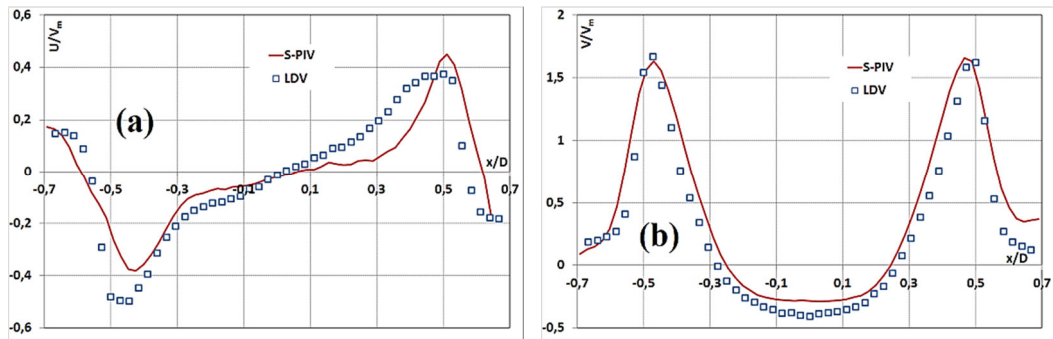 0,6
U/V_E
S-PIV
LDV
0,4
(a)
0,2
x/D
0
-0,7 -0,5 -0,3 -0,1 0,1 0,3 0,5 0,7
-0,2
-0,4
-0,6
2
V/V_E
S-PIV
LDV
1,5
1
0,5
(b)
x/D
0
-0,7 -0,5 -0,3 -0,1 0,1 0,3 0,5 0,7
-0,5